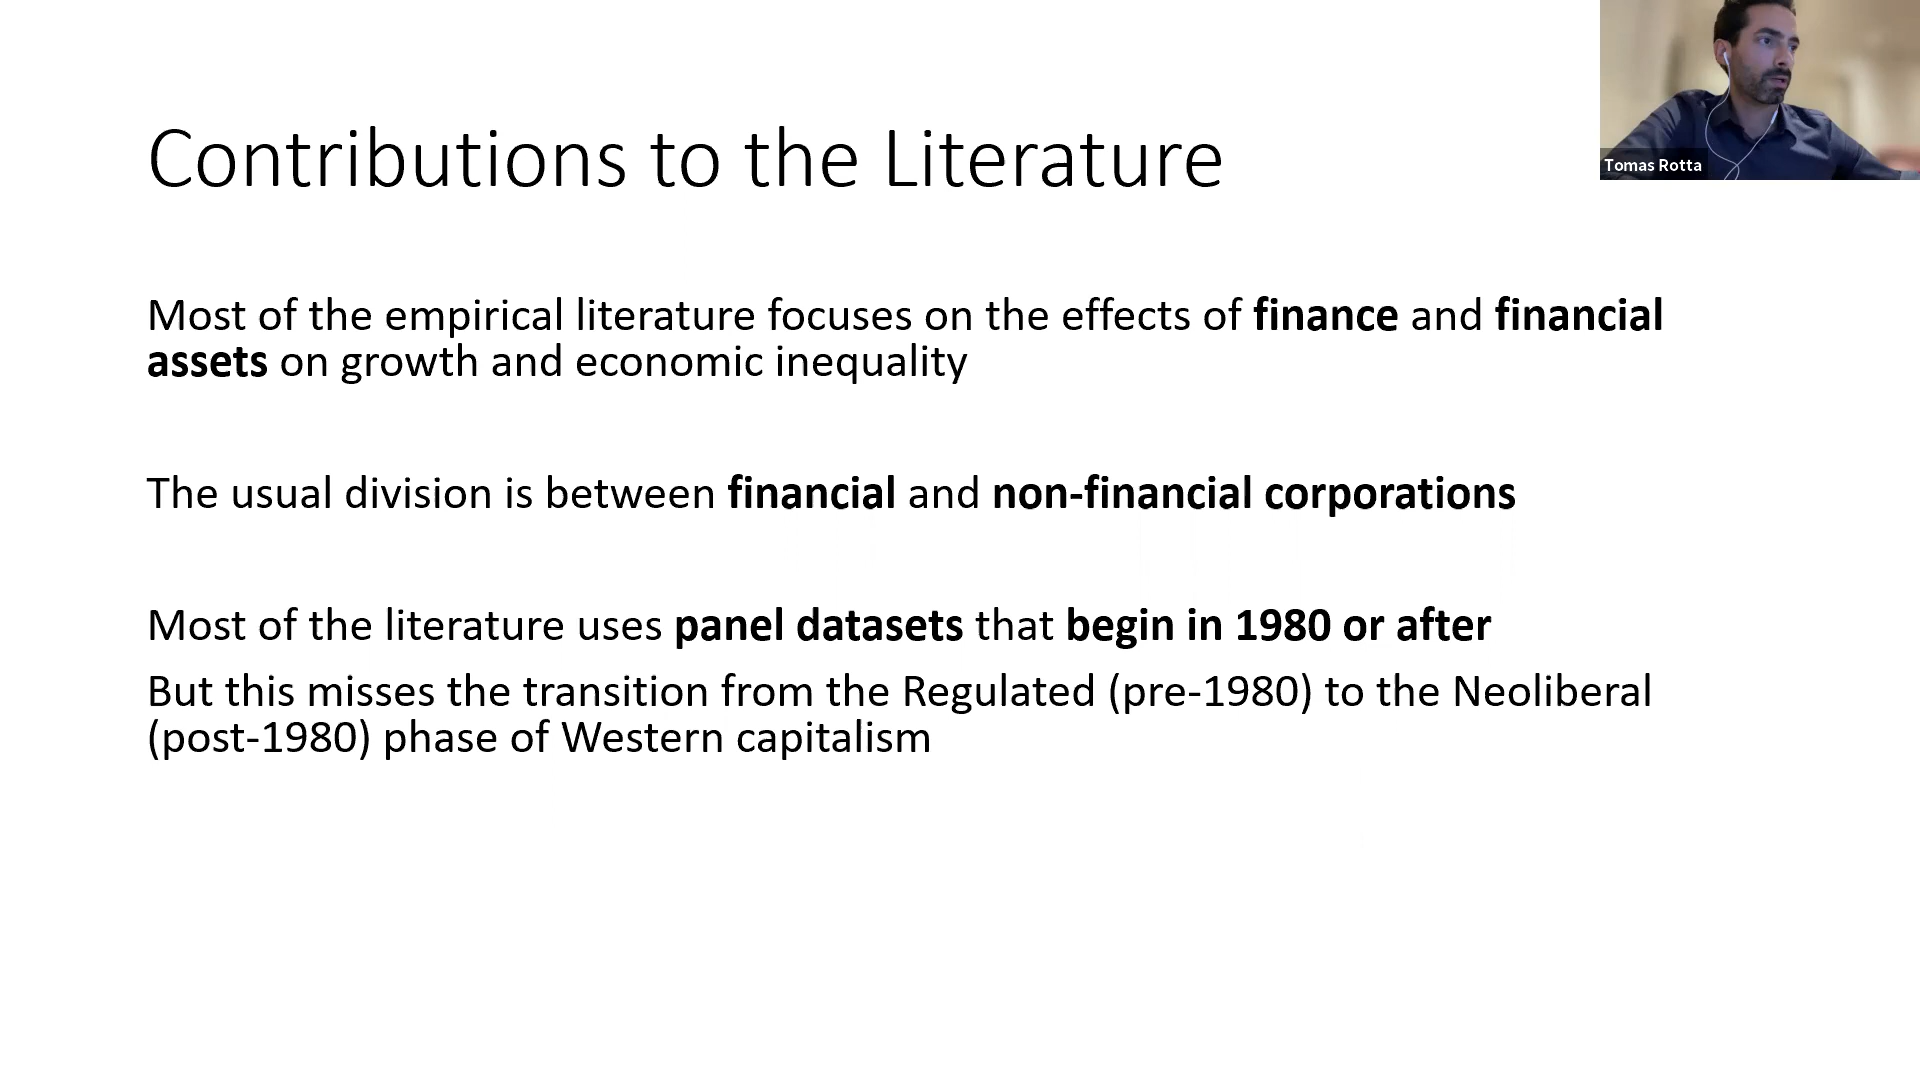 Contributions to the Literature
Tomas Rotta
Most of the empirical literature focuses on the effects of finance and financial
assets on growth and economic inequality
The usual division is between financial and non-financial corporations
Most of the literature uses panel datasets that begin in 1980 or after
But this misses the transition from the Regulated (pre-1980) to the Neoliberal
(post-1980) phase of Western capitalism